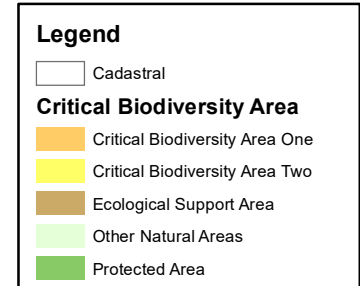 Legend
Cadastral
Critical Biodiversity Area
Critical Biodiversity Area One
Critical Biodiversity Area Two
Ecological Support Area
Other Natural Areas
Protected Area